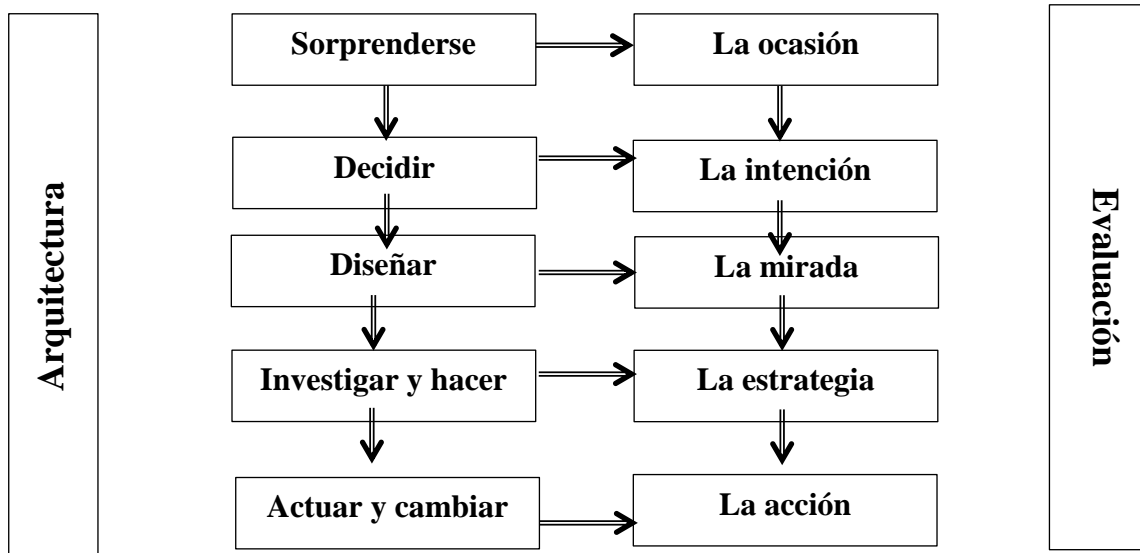 Arquitectura
Sorprenderse
La ocasión
Decidir
La intención
Diseñar
La mirada
Investigar y hacer
La estrategia
Actuar y cambiar
La acción
Evaluación